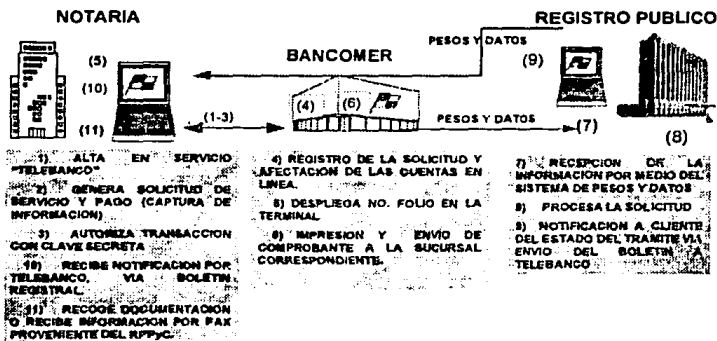 NOTARIA
REGISTRO PUBLICO
BANCOMER
PESOS Y DATOS
(5)
(9)
(10)
(4)
(6)
(11)
(1-3)
PESOS Y DATOS
(7)
(8)
1) ALTA EN SERVICIO
"TELEBANCO"
2) GENERA SOLICITUD DE
SERVICIO Y PAGO (CAPTURA DE
INFORMACION)
3) AUTORIZA TRANSACCION
CON CLAVE SECRETA
10) RECIBE NOTIFICACION POR
TELEBANCO, VIA BOLETIN
REGISTRAL.
11) RECOGE DOCUMENTACION
O RECIBE INFORMACION POR FAX
PROVENIENTE DEL RPPyC.
4) REGISTRO DE LA SOLICITUD Y
AFECTACION DE LAS CUENTAS EN
LINEA.
5) DESPLIEGA NO. FOLIO EN LA
TERMINAL
6) IMPRESION Y ENVIO DE
COMPROBANTE A LA SUCURSAL
CORRESPONDIENTE.
7) RECEPCION DE LA
INFORMACION POR MEDIO DEL
SISTEMA DE PESOS Y DATOS
8) PROCESA LA SOLICITUD
9) NOTIFICACION A CLIENTE
DEL ESTADO DEL TRAMITE VIA
ENVIO DEL BOLETIN A
TELEBANCO